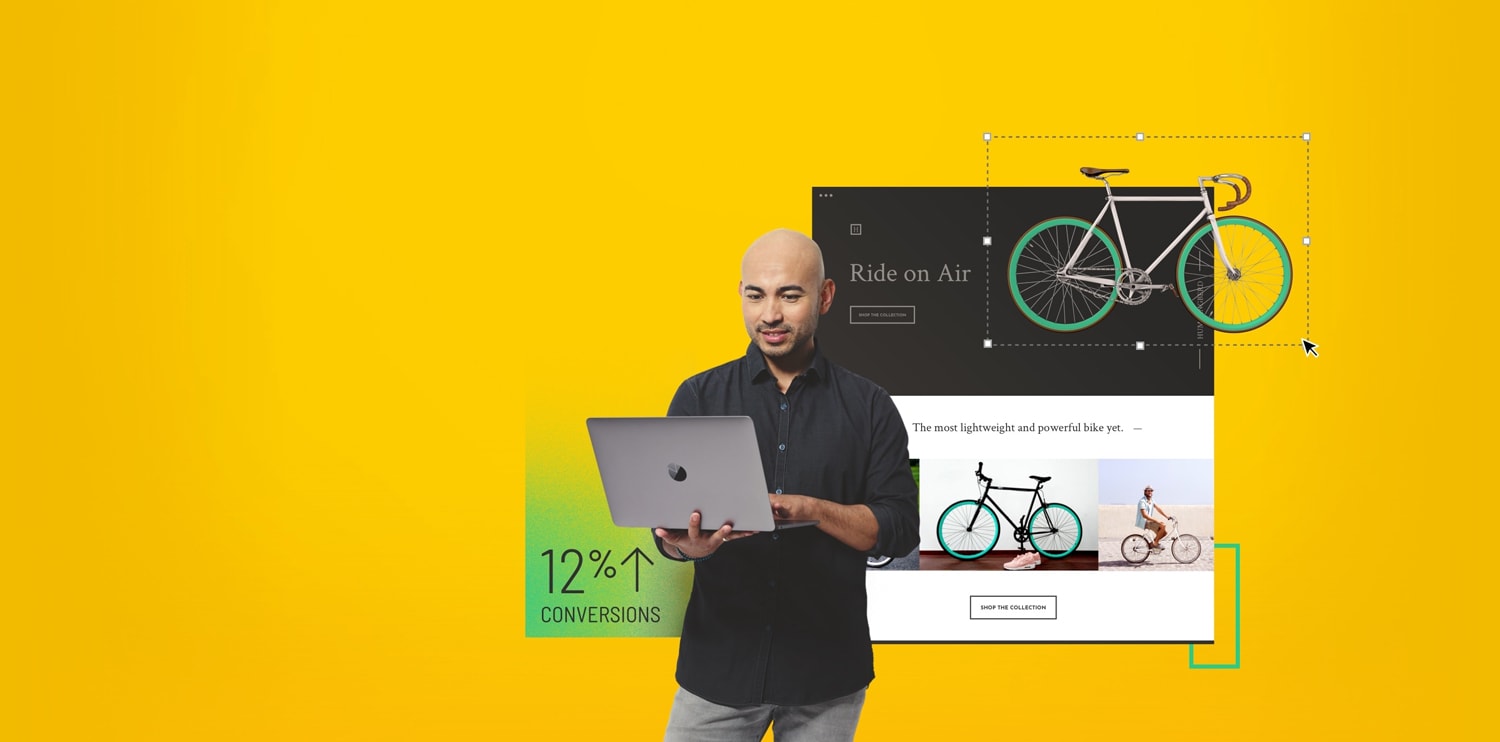 Ride on Air
SHOP THE COLLECTION
The most lightweight and powerful bike yet. —
SHOP THE COLLECTION
12%↑
CONVERSIONS